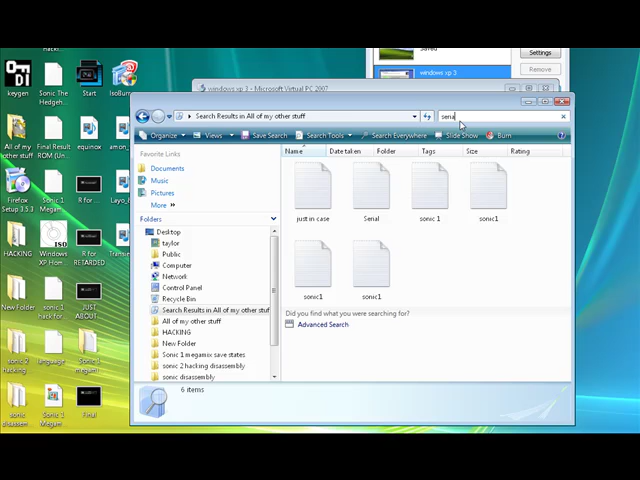 Saved
Settings
windows xp 3
Remove
windows xp 3 - Microsoft Virtual PC 2007
Search Results in All of my other stuff
seria
Organize
Views
Save Search
Search Tools
Search Everywhere
Slide Show
Burn
Favorite Links
Documents
Music
Pictures
More »
Folders
Desktop
taylor
Public
Computer
Network
Control Panel
Recycle Bin
Search Results in All of my other stuf
All of my other stuff
HACKING
New Folder
Sonic 1 megamix save states
sonic 2 hacking disassembly
sonic disassembly
Name
Date taken
Folder
Tags
Size
Rating
just in case
Serial
sonic 1
sonic1
sonic1
sonic1
Did you find what you were searching for?
Advanced Search
6 items
keygen
Sonic The
Hedgeh...
Start
IsoBurn
All of my
other stuff
Final Result
ROM (Un...
equinox
Firefox
Setup 3.5.3
Sonic 1
Megam...
R for ...
HACKING
ISO
Windows
XP Hom...
R for
RETARDED
New Folder
sonic 1
hack for...
JUST
ABOUT...
sonic 2
hacking ...
language
Sonic 1
megami...
sonic
disassem...
Sonic 1
Megam...
Final